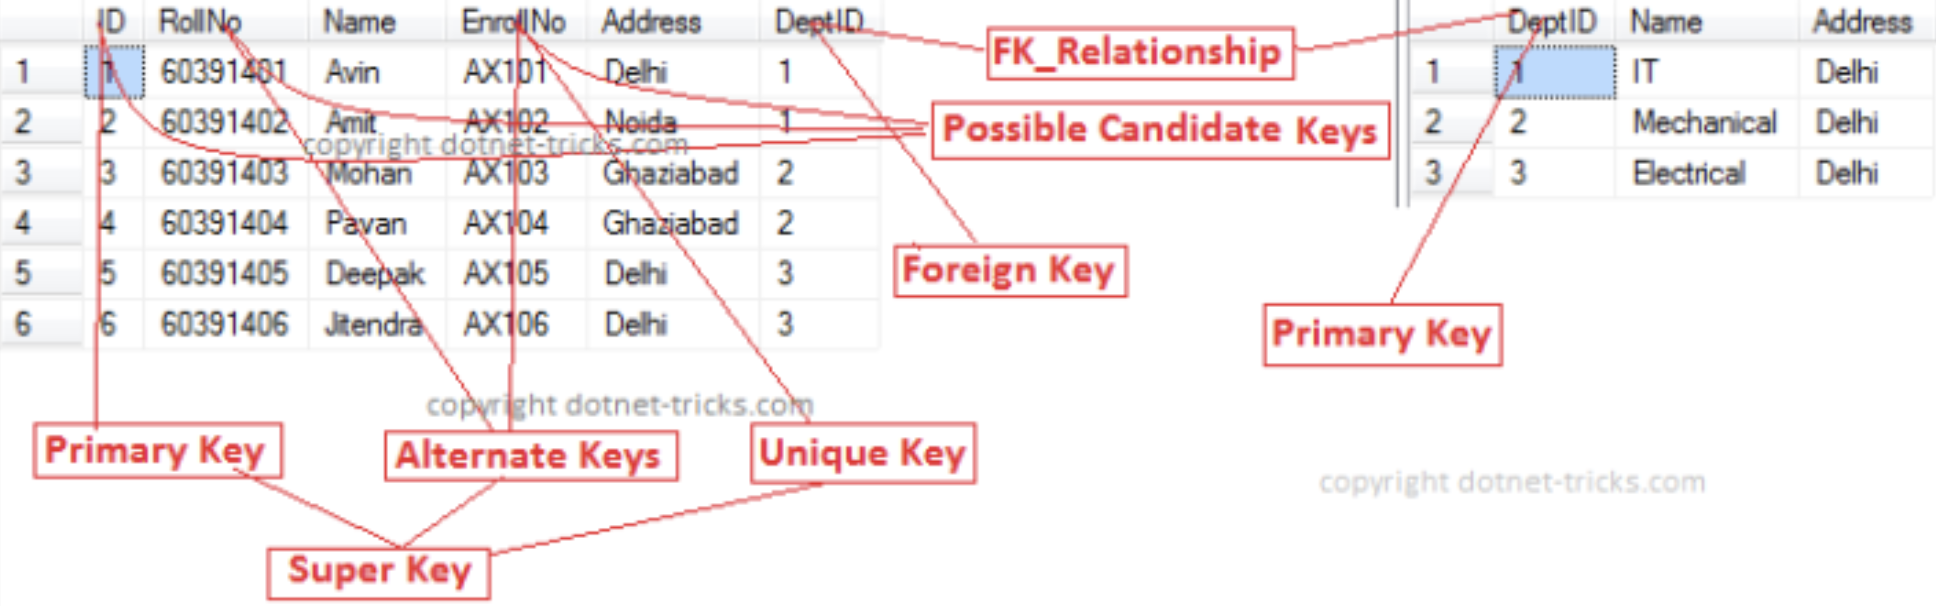 ID RollNo Name EnrollNo Address DeptID
1 1 60391401 Avin AX101 Delhi 1
2 2 60391402 Amit AX102 Noida 1
copyright dotnet-tricks.com
3 3 60391403 Mohan AX103 Ghaziabad 2
4 4 60391404 Pavan AX104 Ghaziabad 2
5 5 60391405 Deepak AX105 Delhi 3
6 6 60391406 Jitendra AX106 Delhi 3
FK_Relationship
Possible Candidate Keys
Foreign Key
DeptID Name Address
1 1 IT Delhi
2 2 Mechanical Delhi
3 3 Electrical Delhi
Primary Key
copyright dotnet-tricks.com
Primary Key
Alternate Keys
Unique Key
copyright dotnet-tricks.com
Super Key